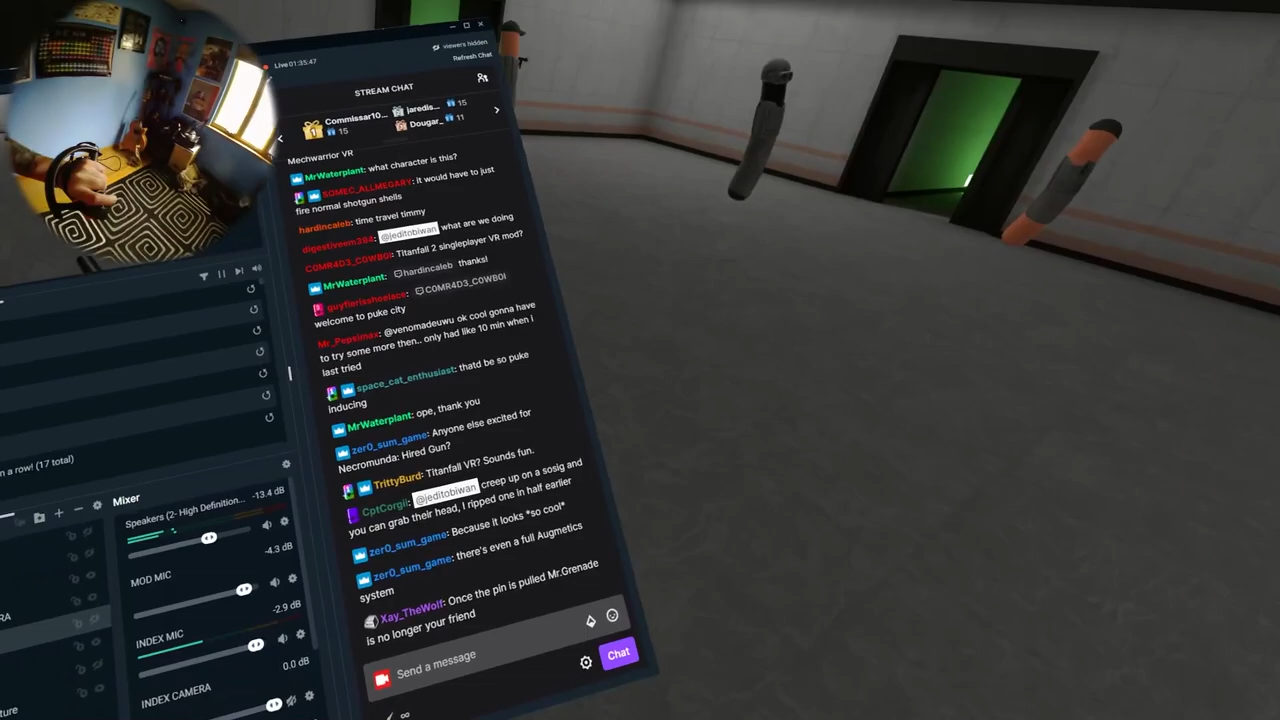 Live 01:35:47
viewers hidden
Refresh Chat
STREAM CHAT
1
Commissar10...
15
jaredis... 15
Dougar_ 11
Mechwarrior VR
MrWaterplant: what character is this?
SOMEC_ALLMEGARY: it would have to just
fire normal shotgun shells
hardincaleb: time travel timmy
digestiveem394: @jeditobiwan what are we doing
C0MR4D3_C0WB0I: Titanfall 2 singleplayer VR mod?
MrWaterplant: hardincaleb thanks!
guyfierisshoelace: C0MR4D3_C0WB0I
welcome to puke city
Mr_Pepsimax: @venomadeuwu ok cool gonna have
to try some more then.. only had like 10 min when I
last tried
space_cat_enthusiast: thatd be so puke
inducing
MrWaterplant: ope, thank you
zer0_sum_game: Anyone else excited for
Necromunda: Hired Gun?
TrittyBurd: Titanfall VR? Sounds fun.
CptCorgi: @jeditobiwan creep up on a sosig and
you can grab their head, I ripped one in half earlier
zer0_sum_game: Because it looks *so cool*
zer0_sum_game: there's even a full Augmetics
system
Xay_TheWolf: Once the pin is pulled Mr.Grenade
is no longer your friend
Send a message
Chat
n a row! (17 total)
Mixer
Speakers (2- High Definition... -13.4 dB
-4.3 dB
MOD MIC
-2.9 dB
INDEX MIC
0.0 dB
INDEX CAMERA
RA
ture